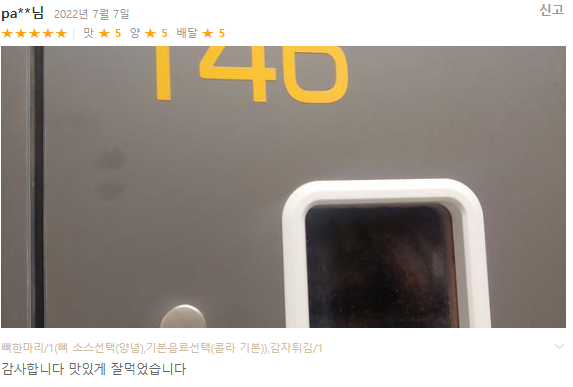 pa**님 2022년 7월 7일 신고
★★★★★ 맛 ★ 5 양 ★ 5 배달 ★ 5
146
뼈한마리/1(뼈 소스선택(양념),기본음료선택(콜라 기본)),감자튀김/1
감사합니다 맛있게 잘먹었습니다